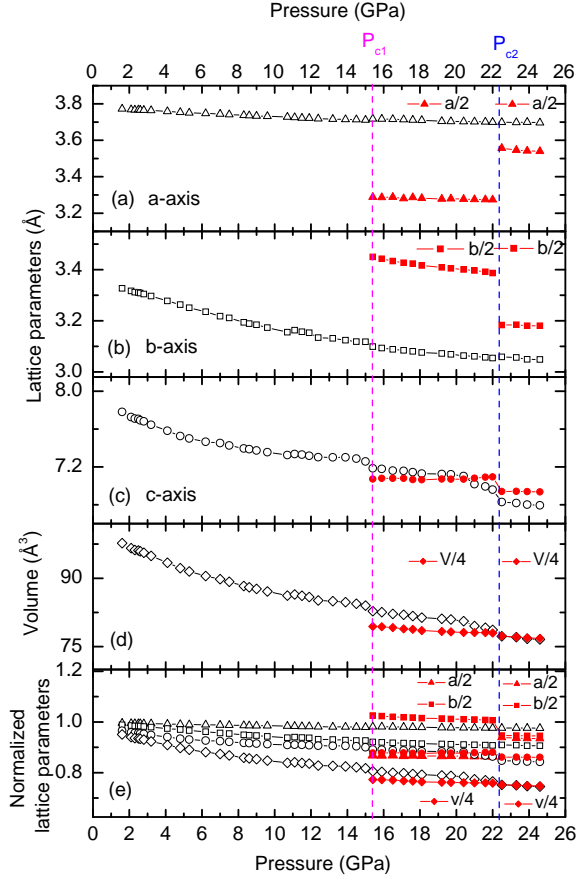 Pressure (GPa)
P_c1 P_c2
0 2 4 6 8 10 12 14 16 18 20 22 24 26
3.8 a/2 a/2
3.6
3.4
3.2 (a) a-axis
b/2 b/2
3.4
3.2
3.0 (b) b-axis
8.0
7.2
(c) c-axis
90 V/4 V/4
75 (d)
1.2
a/2 a/2
b/2 b/2
1.0
0.8
(e) v/4 v/4
0 2 4 6 8 10 12 14 16 18 20 22 24 26
Pressure (GPa)
Lattice parameters (Å)
Volume (Å³)
Normalized
lattice parameters